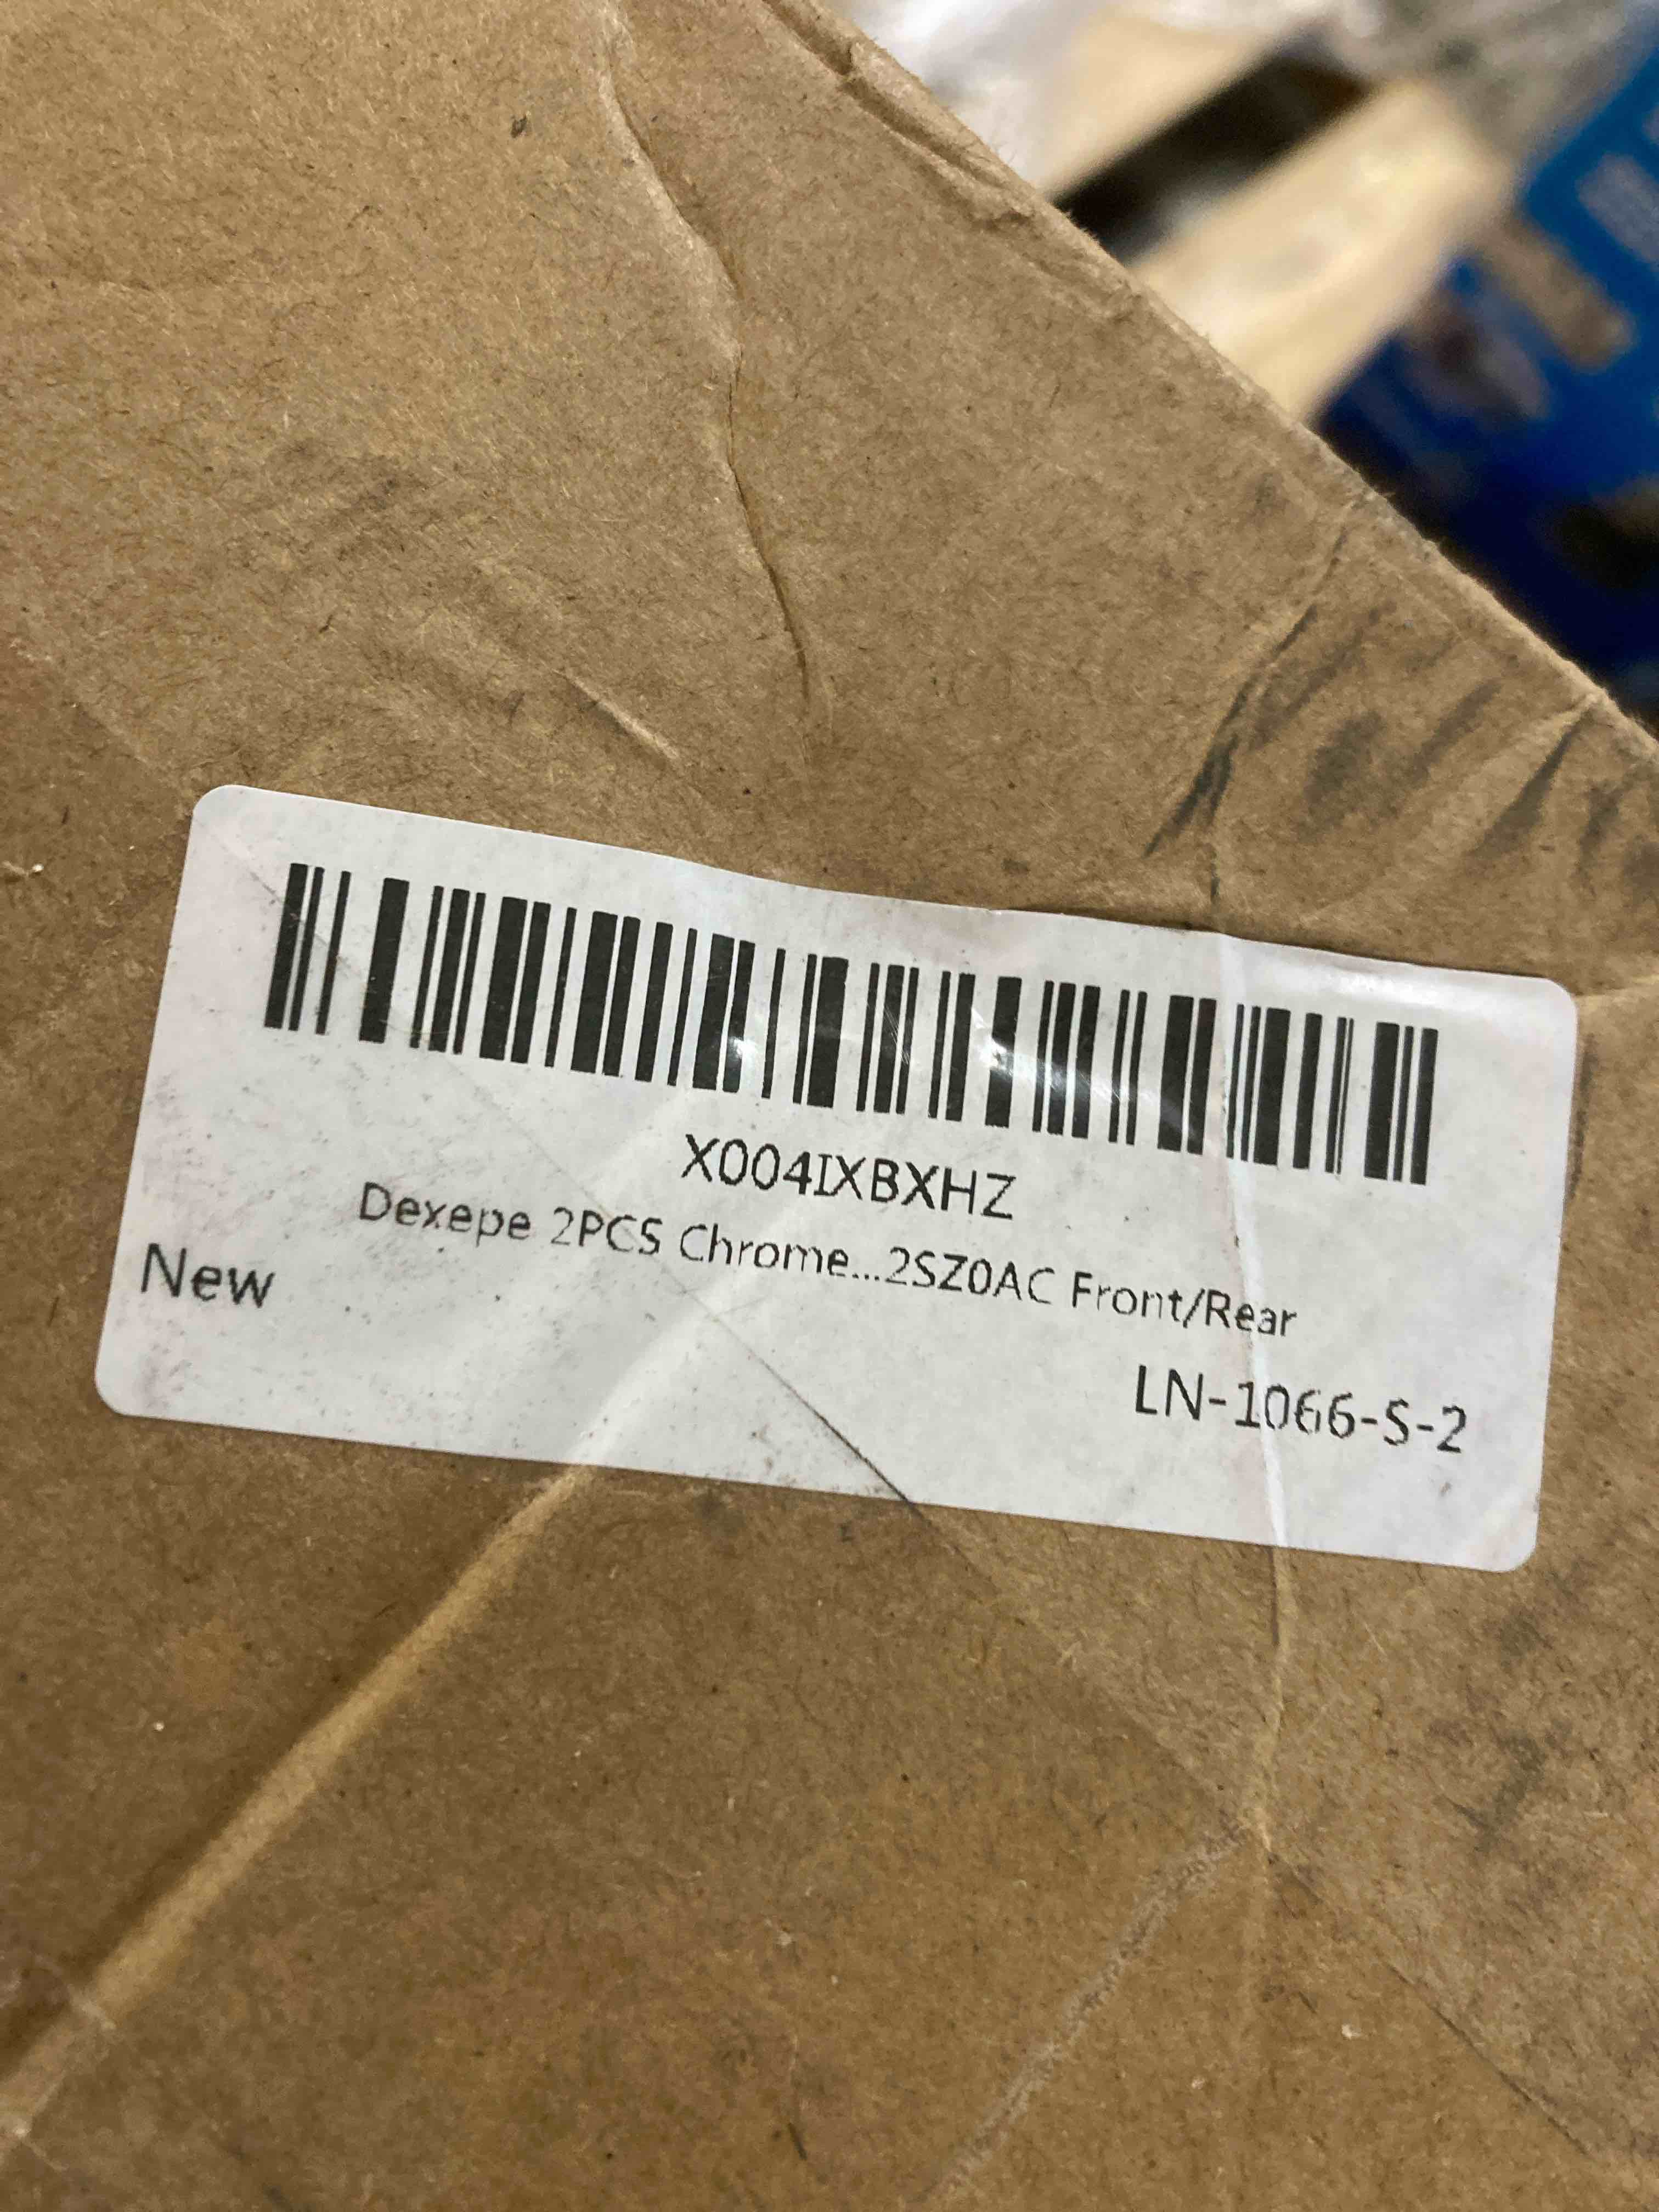 X004IXBXHZ
Dexepe 2PCS Chrome...2SZ0AC Front/Rear
New
LN-1066-S-2